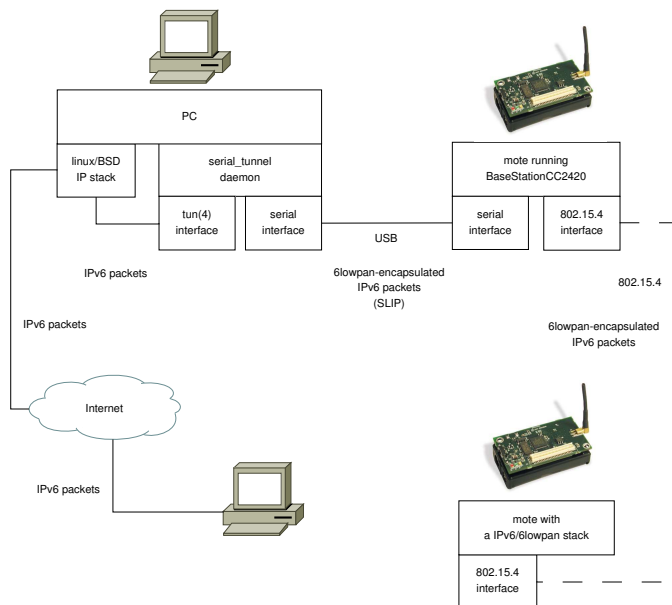 PC
linux/BSD
IP stack
serial_tunnel
daemon
tun(4)
interface
serial
interface
mote running
BaseStationCC2420
serial
interface
802.15.4
interface
USB
IPv6 packets
6lowpan-encapsulated
IPv6 packets
(SLIP)
802.15.4
IPv6 packets
6lowpan-encapsulated
IPv6 packets
Internet
IPv6 packets
mote with
a IPv6/6lowpan stack
802.15.4
interface